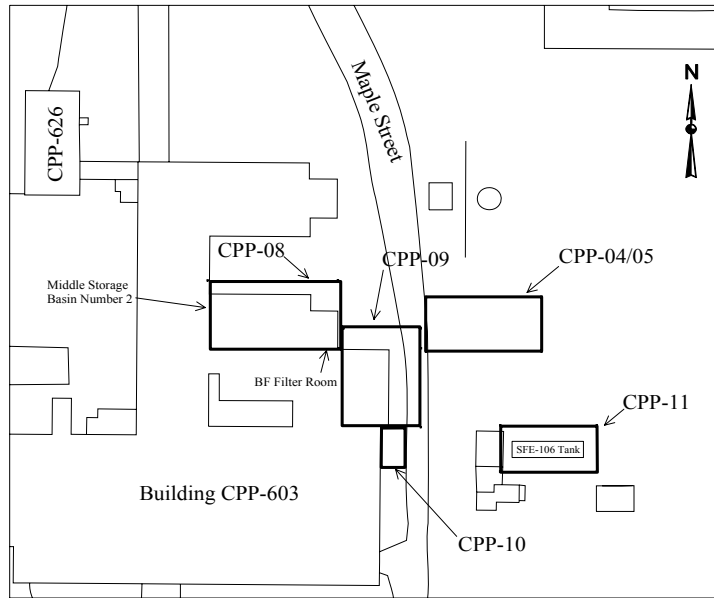 N
Maple Street
CPP-626
CPP-08
CPP-09
CPP-04/05
Middle Storage
Basin Number 2
BF Filter Room
CPP-11
SFE-106 Tank
Building CPP-603
CPP-10